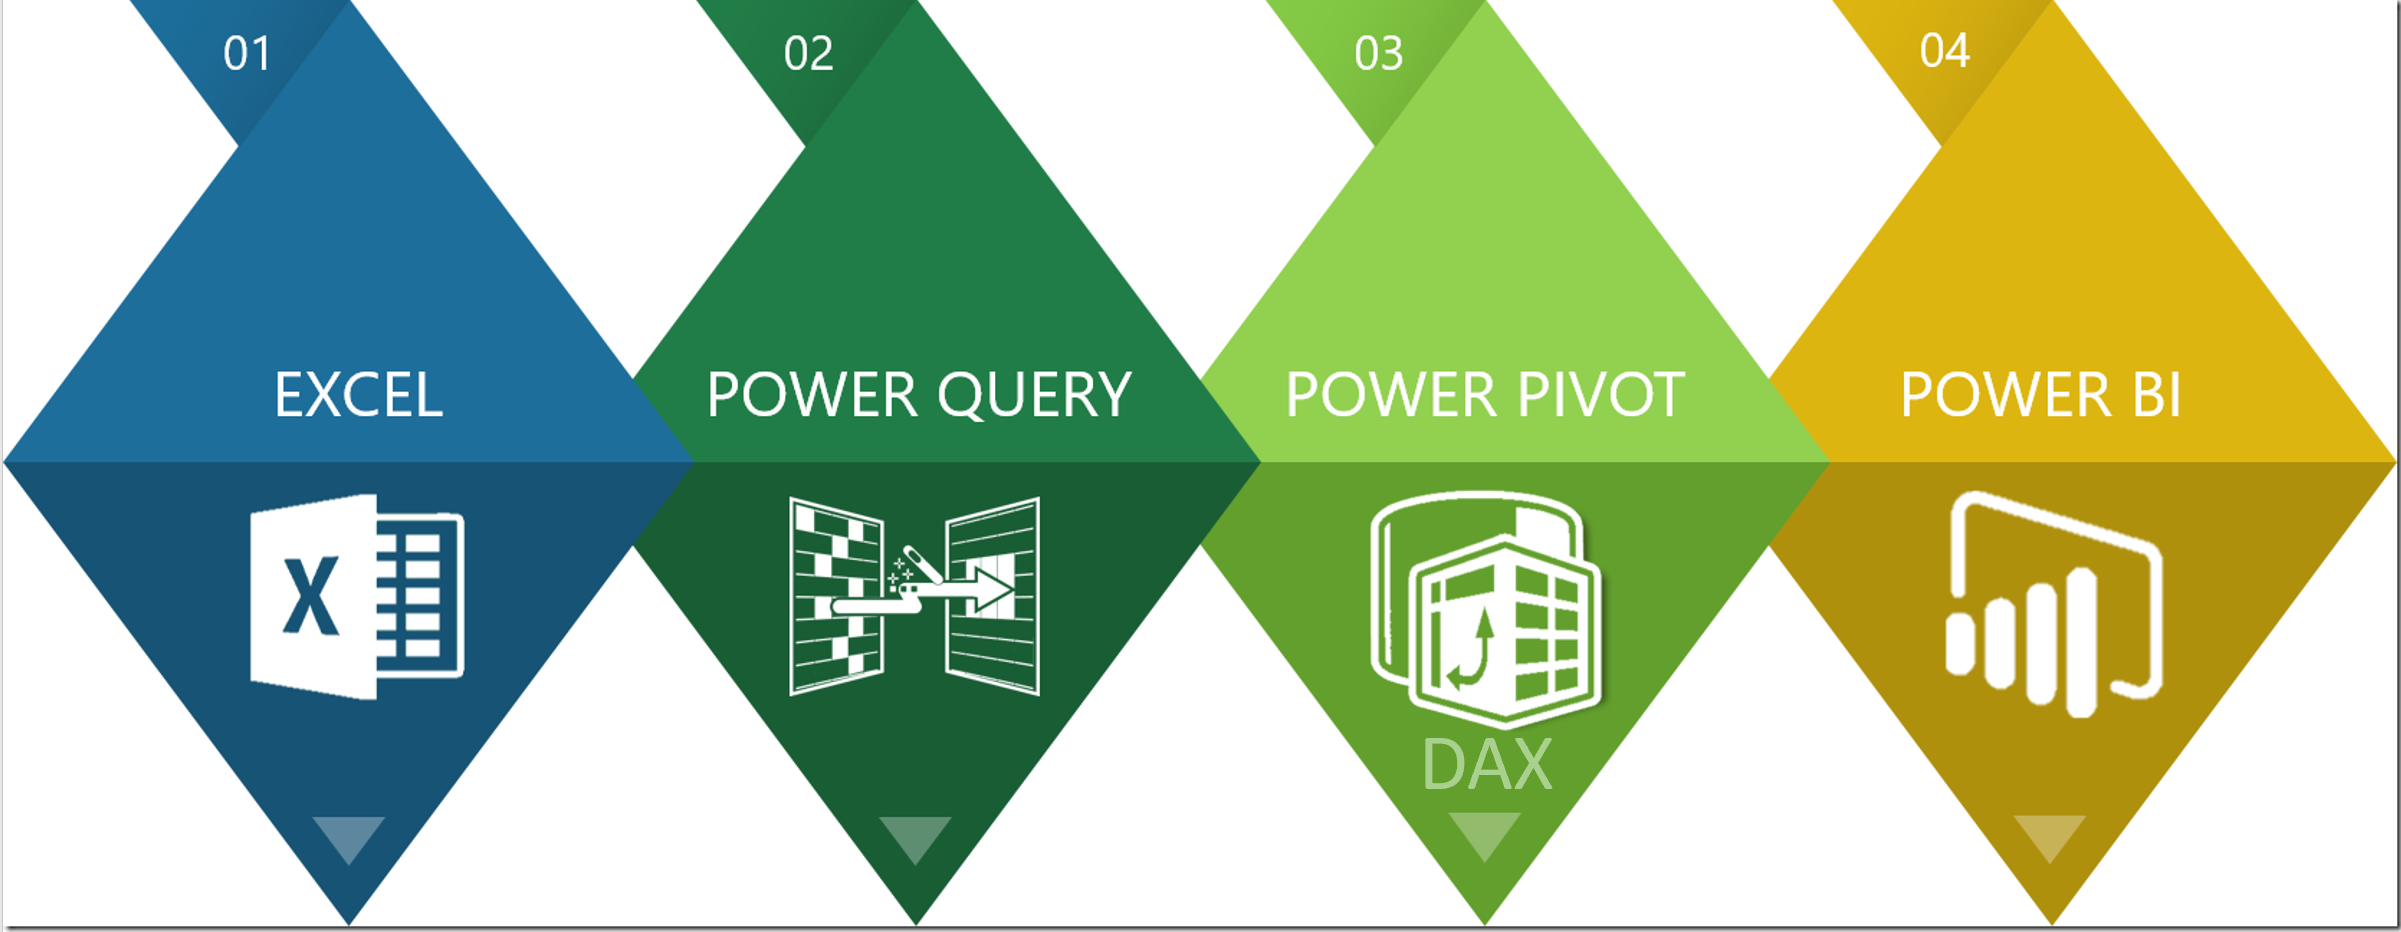 01
02
03
04
EXCEL
POWER QUERY
POWER PIVOT
POWER BI
X
DAX